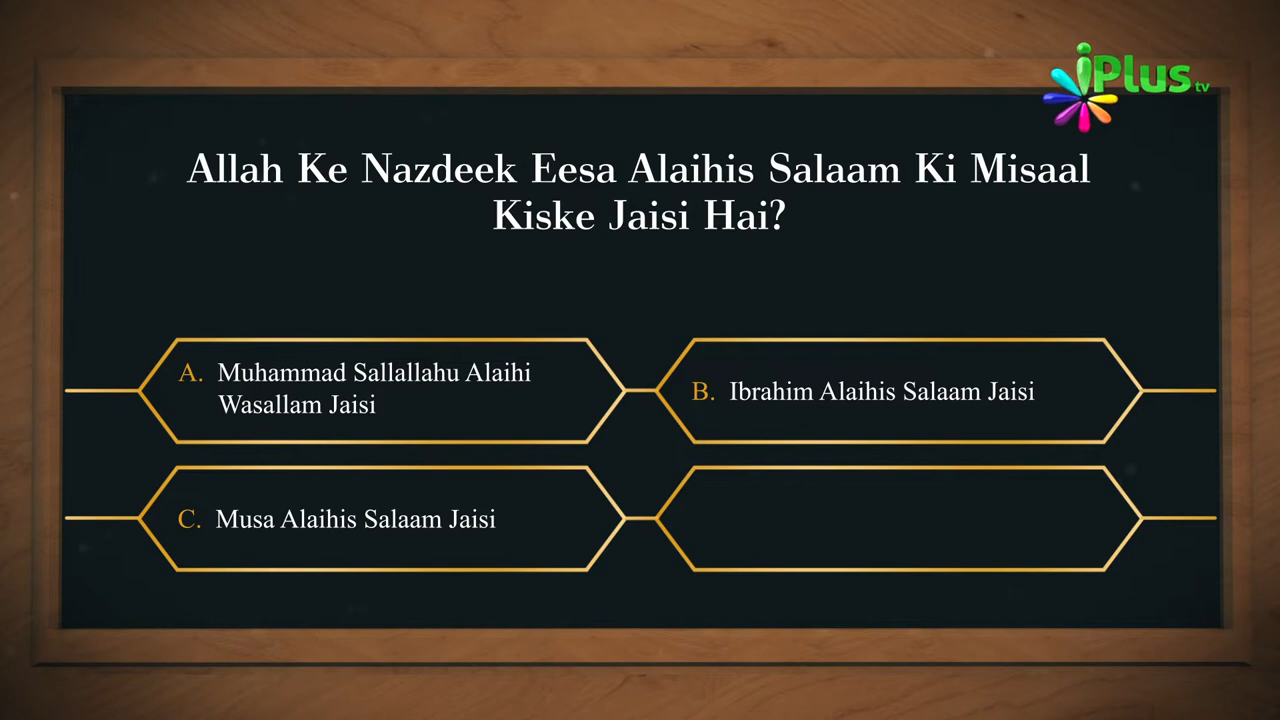 iPlus tv
Allah Ke Nazdeek Eesa Alaihis Salaam Ki Misaal
Kiske Jaisi Hai?
A. Muhammad Sallallahu Alaihi
Wasallam Jaisi
B. Ibrahim Alaihis Salaam Jaisi
C. Musa Alaihis Salaam Jaisi